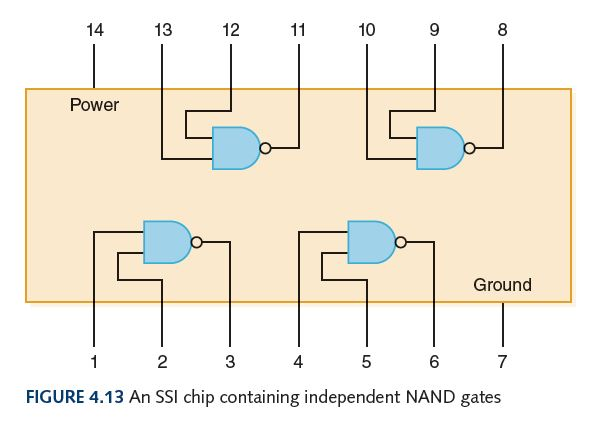 14 13 12 11 10 9 8
Power
Ground
1 2 3 4 5 6 7
FIGURE 4.13 An SSI chip containing independent NAND gates